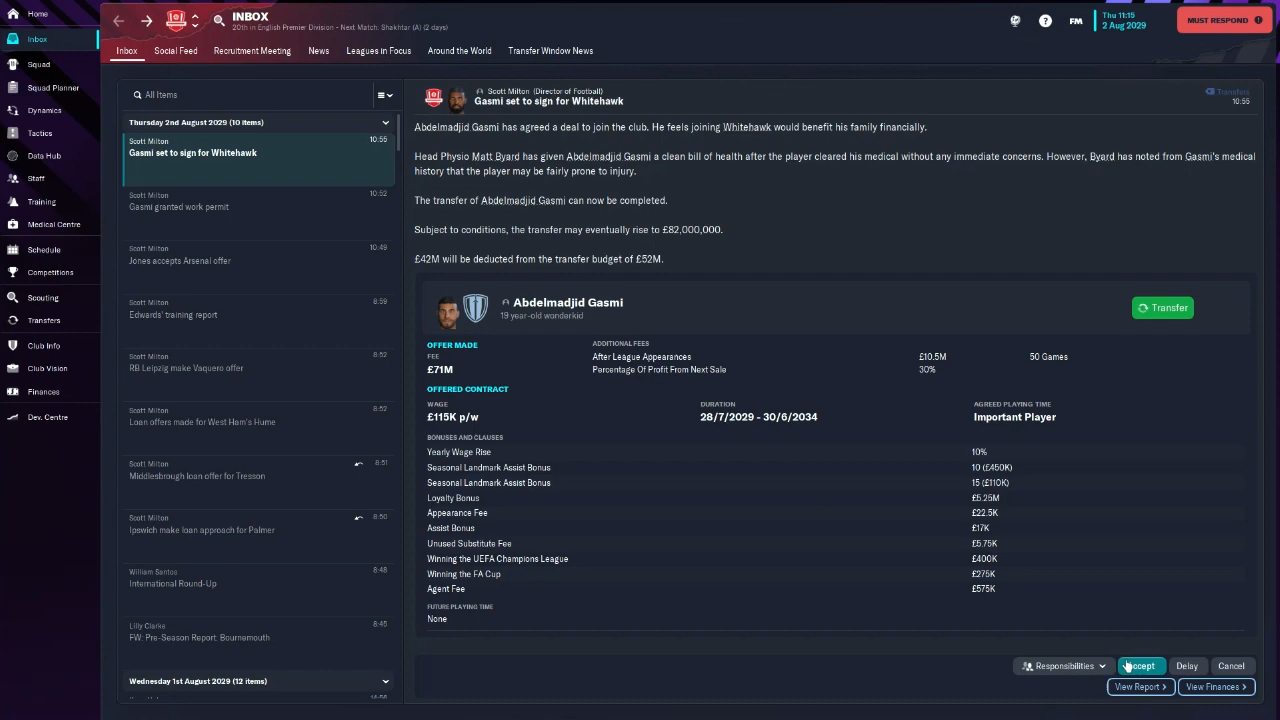 Home
Inbox
Squad
Squad Planner
Dynamics
Tactics
Data Hub
Staff
Training
Medical Centre
Schedule
Competitions
Scouting
Transfers
Club Info
Club Vision
Finances
Dev. Centre
INBOX
20th in English Premier Division - Next Match: Shakhtar (A) (2 days)
FM
Thu 11:15
2 Aug 2029
MUST RESPOND
Inbox
Social Feed
Recruitment Meeting
News
Leagues in Focus
Around the World
Transfer Window News
All Items
Thursday 2nd August 2029 (10 items)
Scott Milton 10:55
Gasmi set to sign for Whitehawk
Scott Milton 10:52
Gasmi granted work permit
Scott Milton 10:49
Jones accepts Arsenal offer
Scott Milton 8:59
Edwards' training report
Scott Milton 8:52
RB Leipzig make Vaquero offer
Scott Milton 8:52
Loan offers made for West Ham's Hume
Scott Milton 8:51
Middlesbrough loan offer for Tresson
Scott Milton 8:50
Ipswich make loan approach for Palmer
William Santos 8:48
International Round-Up
Lilly Clarke 8:45
FW: Pre-Season Report: Bournemouth
Wednesday 1st August 2029 (12 items)
Scott Milton (Director of Football)
Gasmi set to sign for Whitehawk
Transfers
10:55
Abdelmadjid Gasmi has agreed a deal to join the club. He feels joining Whitehawk would benefit his family financially.
Head Physio Matt Byard has given Abdelmadjid Gasmi a clean bill of health after the player cleared his medical without any immediate concerns. However, Byard has noted from Gasmi's medical
history that the player may be fairly prone to injury.
The transfer of Abdelmadjid Gasmi can now be completed.
Subject to conditions, the transfer may eventually rise to £82,000,000.
£42M will be deducted from the transfer budget of £52M.
Abdelmadjid Gasmi
19 year-old wonderkid
Transfer
OFFER MADE
FEE
£71M
ADDITIONAL FEES
After League Appearances £10.5M 50 Games
Percentage Of Profit From Next Sale 30%
OFFERED CONTRACT
WAGE DURATION AGREED PLAYING TIME
£115K p/w 28/7/2029 - 30/6/2034 Important Player
BONUSES AND CLAUSES
Yearly Wage Rise 10%
Seasonal Landmark Assist Bonus 10 (£450K)
Seasonal Landmark Assist Bonus 15 (£110K)
Loyalty Bonus £5.25M
Appearance Fee £22.5K
Assist Bonus £17K
Unused Substitute Fee £5.75K
Winning the UEFA Champions League £400K
Winning the FA Cup £275K
Agent Fee £575K
FUTURE PLAYING TIME
None
Responsibilities
Delay
Cancel
View Report
View Finances